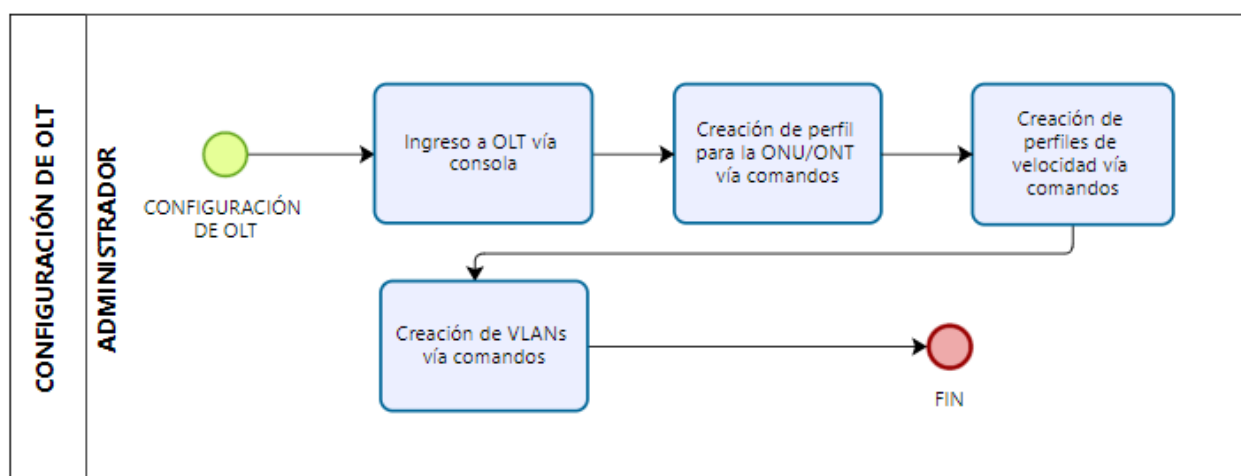 CONFIGURACIÓN DE OLT
ADMINISTRADOR
CONFIGURACIÓN
DE OLT
Ingreso a OLT vía
consola
Creación de perfil
para la ONU/ONT
vía comandos
Creación de
perfiles de
velocidad vía
comandos
Creación de VLANs
vía comandos
FIN